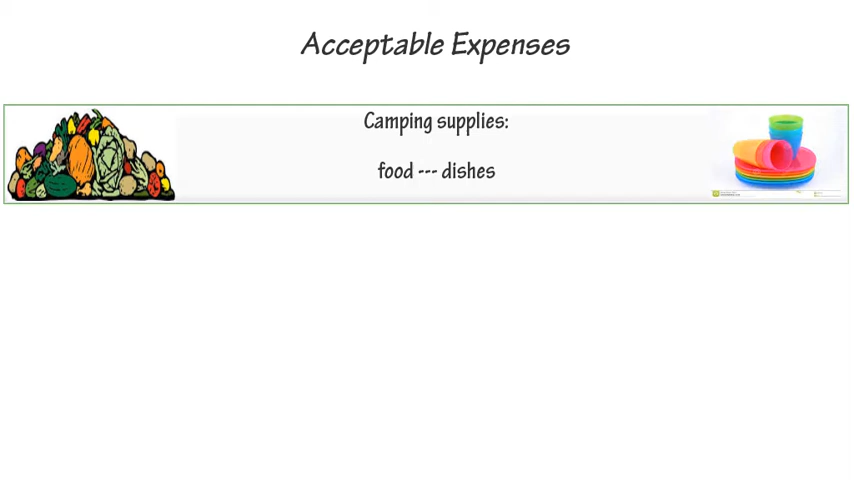 Acceptable Expenses
Camping supplies:
food --- dishes